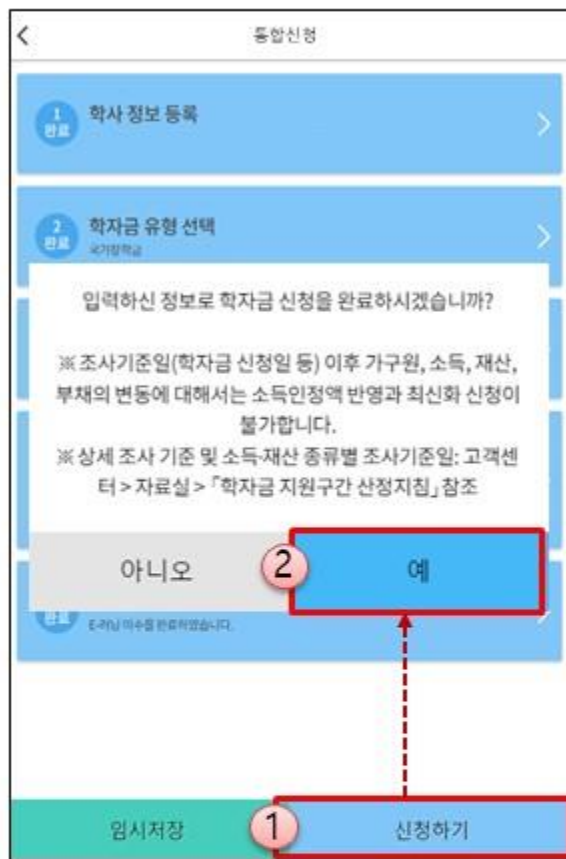 통합신청
1
완료
학사 정보 등록
2
완료
학자금 유형 선택
국가장학금
입력하신 정보로 학자금 신청을 완료하시겠습니까?
※ 조사기준일(학자금 신청일 등) 이후 가구원, 소득, 재산,
부채의 변동에 대해서는 소득인정액 반영과 최신화 신청이
불가합니다.
※ 상세 조사 기준 및 소득·재산 종류별 조사기준일: 고객센
터 > 자료실 > 「학자금 지원구간 산정지침」 참조
아니오
2
예
완료
E-러닝 이수를 완료하였습니다.
임시저장
1
신청하기